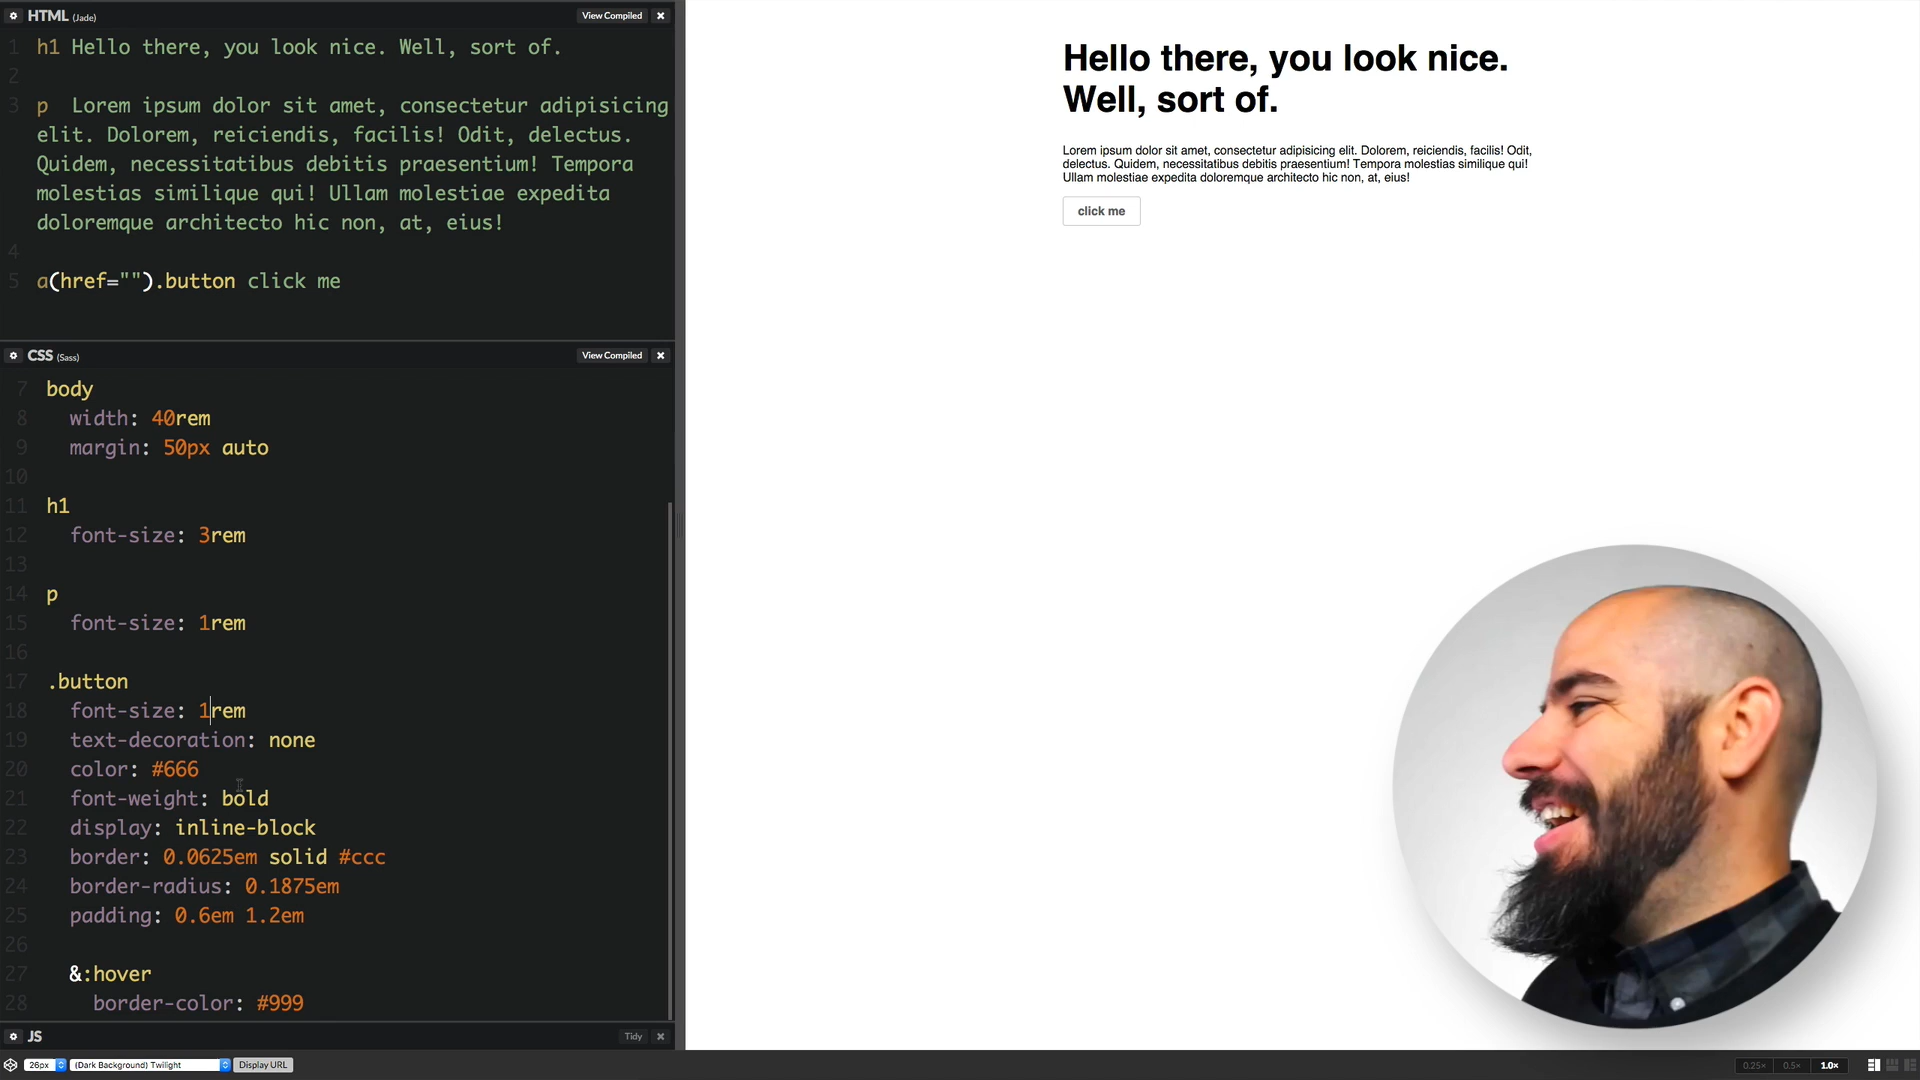 HTML (Jade)
View Compiled
1 h1 Hello there, you look nice. Well, sort of.
2
3 p  Lorem ipsum dolor sit amet, consectetur adipisicing
elit. Dolorem, reiciendis, facilis! Odit, delectus.
Quidem, necessitatibus debitis praesentium! Tempora
molestias similique qui! Ullam molestiae expedita
doloremque architecto hic non, at, eius!
4
5 a(href="").button click me
CSS (Sass)
View Compiled
7 body
8 width: 40rem
9 margin: 50px auto
10
11 h1
12 font-size: 3rem
13
14 p
15 font-size: 1rem
16
17 .button
18 font-size: 1rem
19 text-decoration: none
20 color: #666
21 font-weight: bold
22 display: inline-block
23 border: 0.0625em solid #ccc
24 border-radius: 0.1875em
25 padding: 0.6em 1.2em
26
27 &:hover
28 border-color: #999
JS
Tidy
26px
(Dark Background) Twilight
Display URL
Hello there, you look nice.
Well, sort of.
Lorem ipsum dolor sit amet, consectetur adipisicing elit. Dolorem, reiciendis, facilis! Odit,
delectus. Quidem, necessitatibus debitis praesentium! Tempora molestias similique qui!
Ullam molestiae expedita doloremque architecto hic non, at, eius!
click me
0.25×
0.5×
1.0×